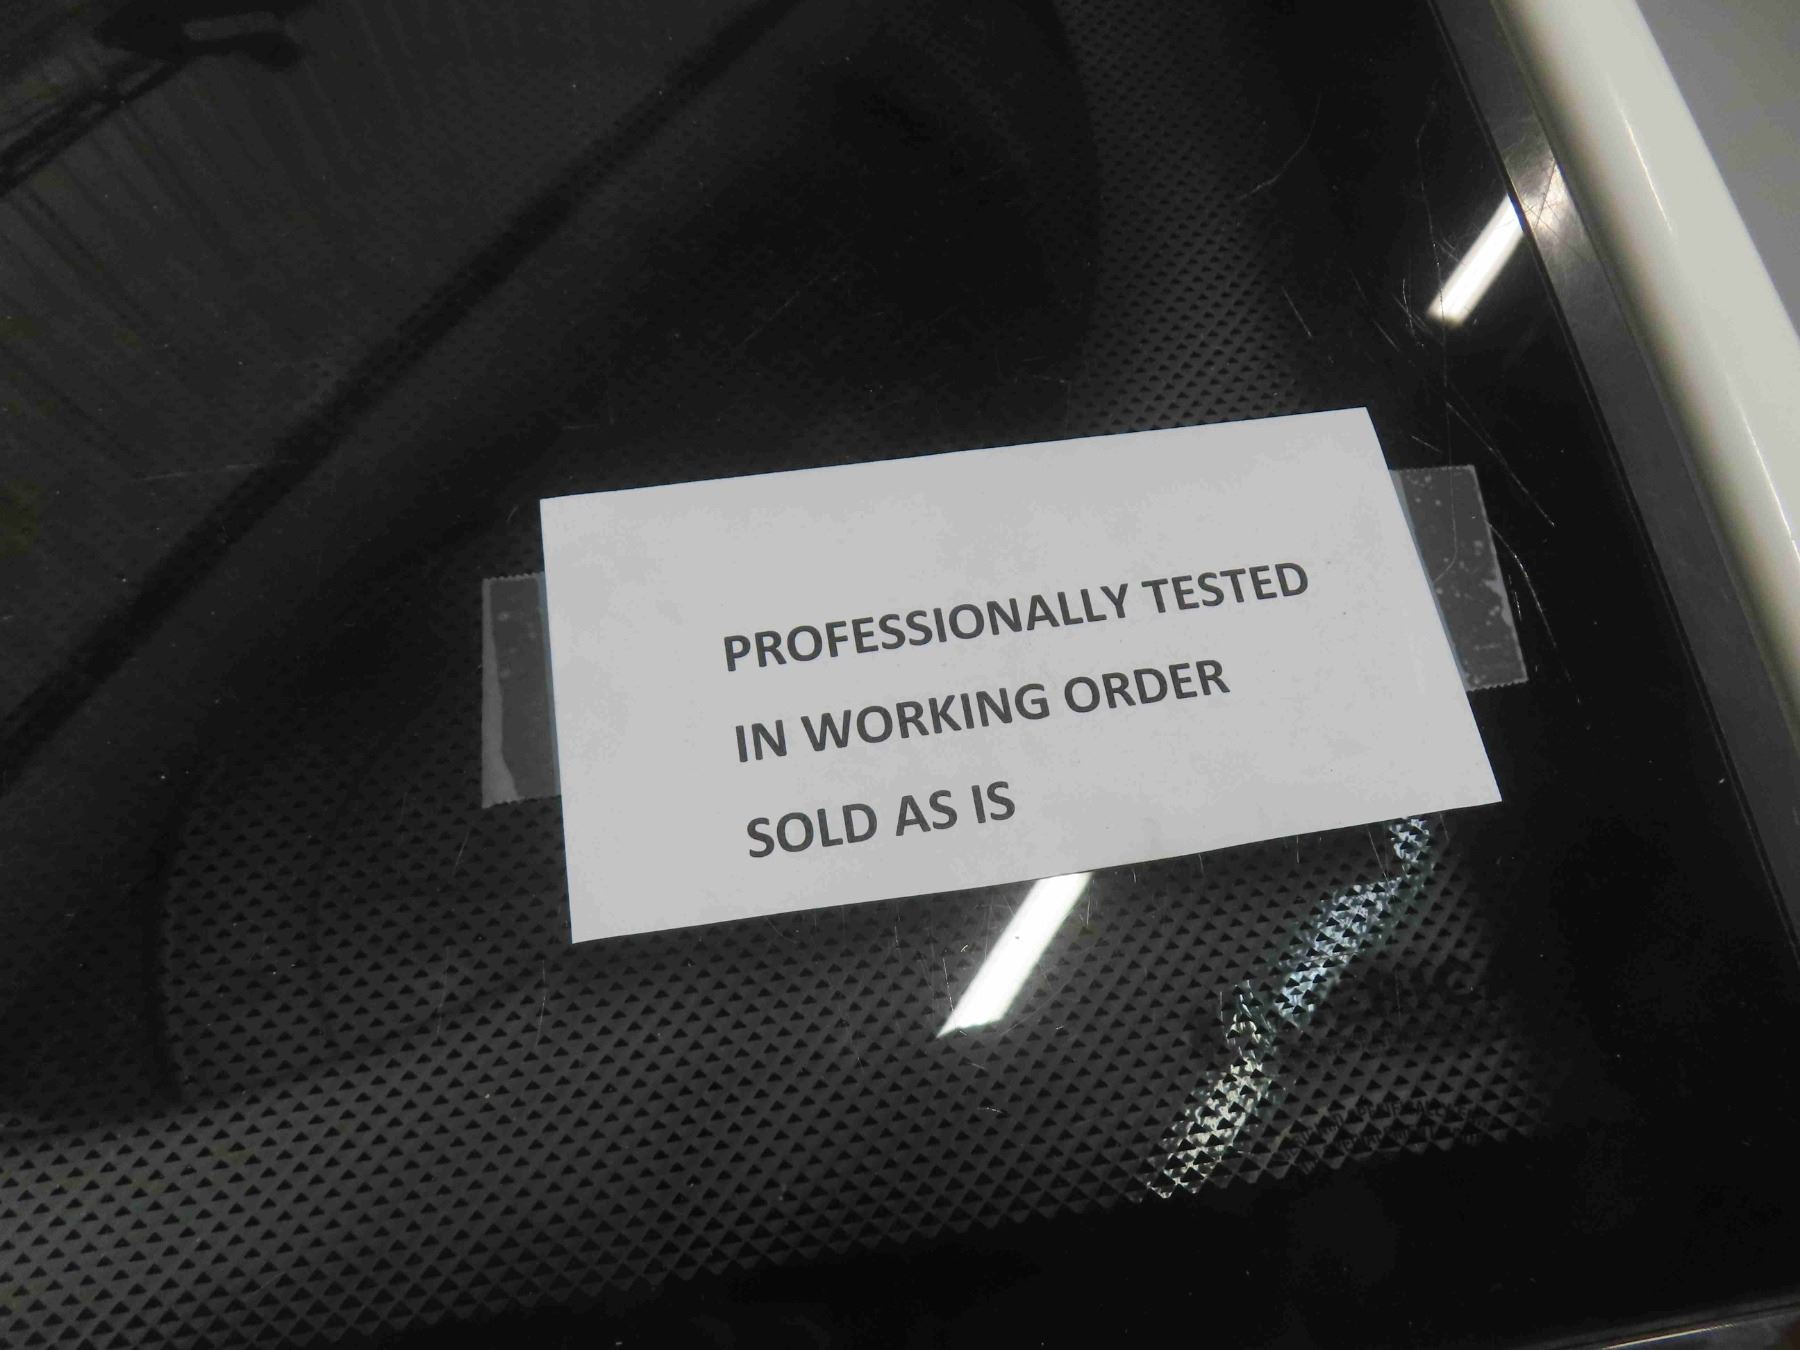 PROFESSIONALLY TESTED
IN WORKING ORDER
SOLD AS IS